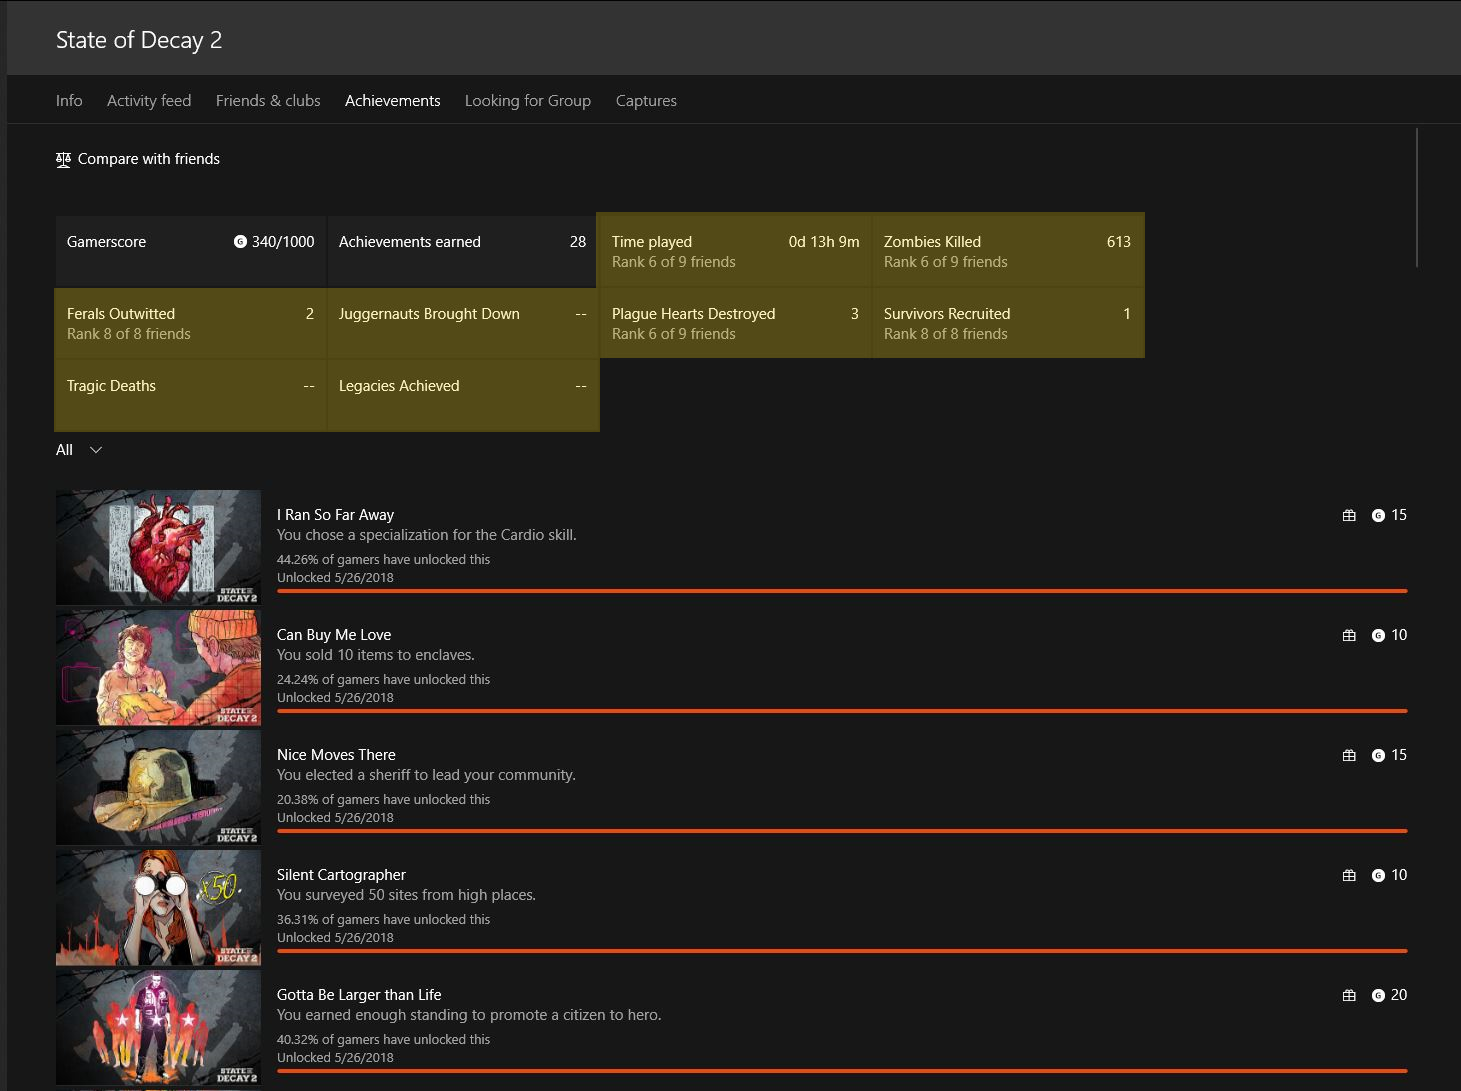 State of Decay 2
Info Activity feed Friends & clubs Achievements Looking for Group Captures
Compare with friends
Gamerscore G 340/1000 Achievements earned 28 Time played 0d 13h 9m Zombies Killed 613
Rank 6 of 9 friends Rank 6 of 9 friends
Ferals Outwitted 2 Juggernauts Brought Down -- Plague Hearts Destroyed 3 Survivors Recruited 1
Rank 8 of 8 friends Rank 6 of 9 friends Rank 8 of 8 friends
Tragic Deaths -- Legacies Achieved --
All
I Ran So Far Away G 15
You chose a specialization for the Cardio skill.
44.26% of gamers have unlocked this
Unlocked 5/26/2018
STATE OF
DECAY 2
Can Buy Me Love G 10
You sold 10 items to enclaves.
24.24% of gamers have unlocked this
Unlocked 5/26/2018
STATE OF
DECAY 2
Nice Moves There G 15
You elected a sheriff to lead your community.
20.38% of gamers have unlocked this
Unlocked 5/26/2018
STATE OF
DECAY 2
x50
Silent Cartographer G 10
You surveyed 50 sites from high places.
36.31% of gamers have unlocked this
Unlocked 5/26/2018
STATE OF
DECAY 2
Gotta Be Larger than Life G 20
You earned enough standing to promote a citizen to hero.
40.32% of gamers have unlocked this
Unlocked 5/26/2018
STATE OF
DECAY 2